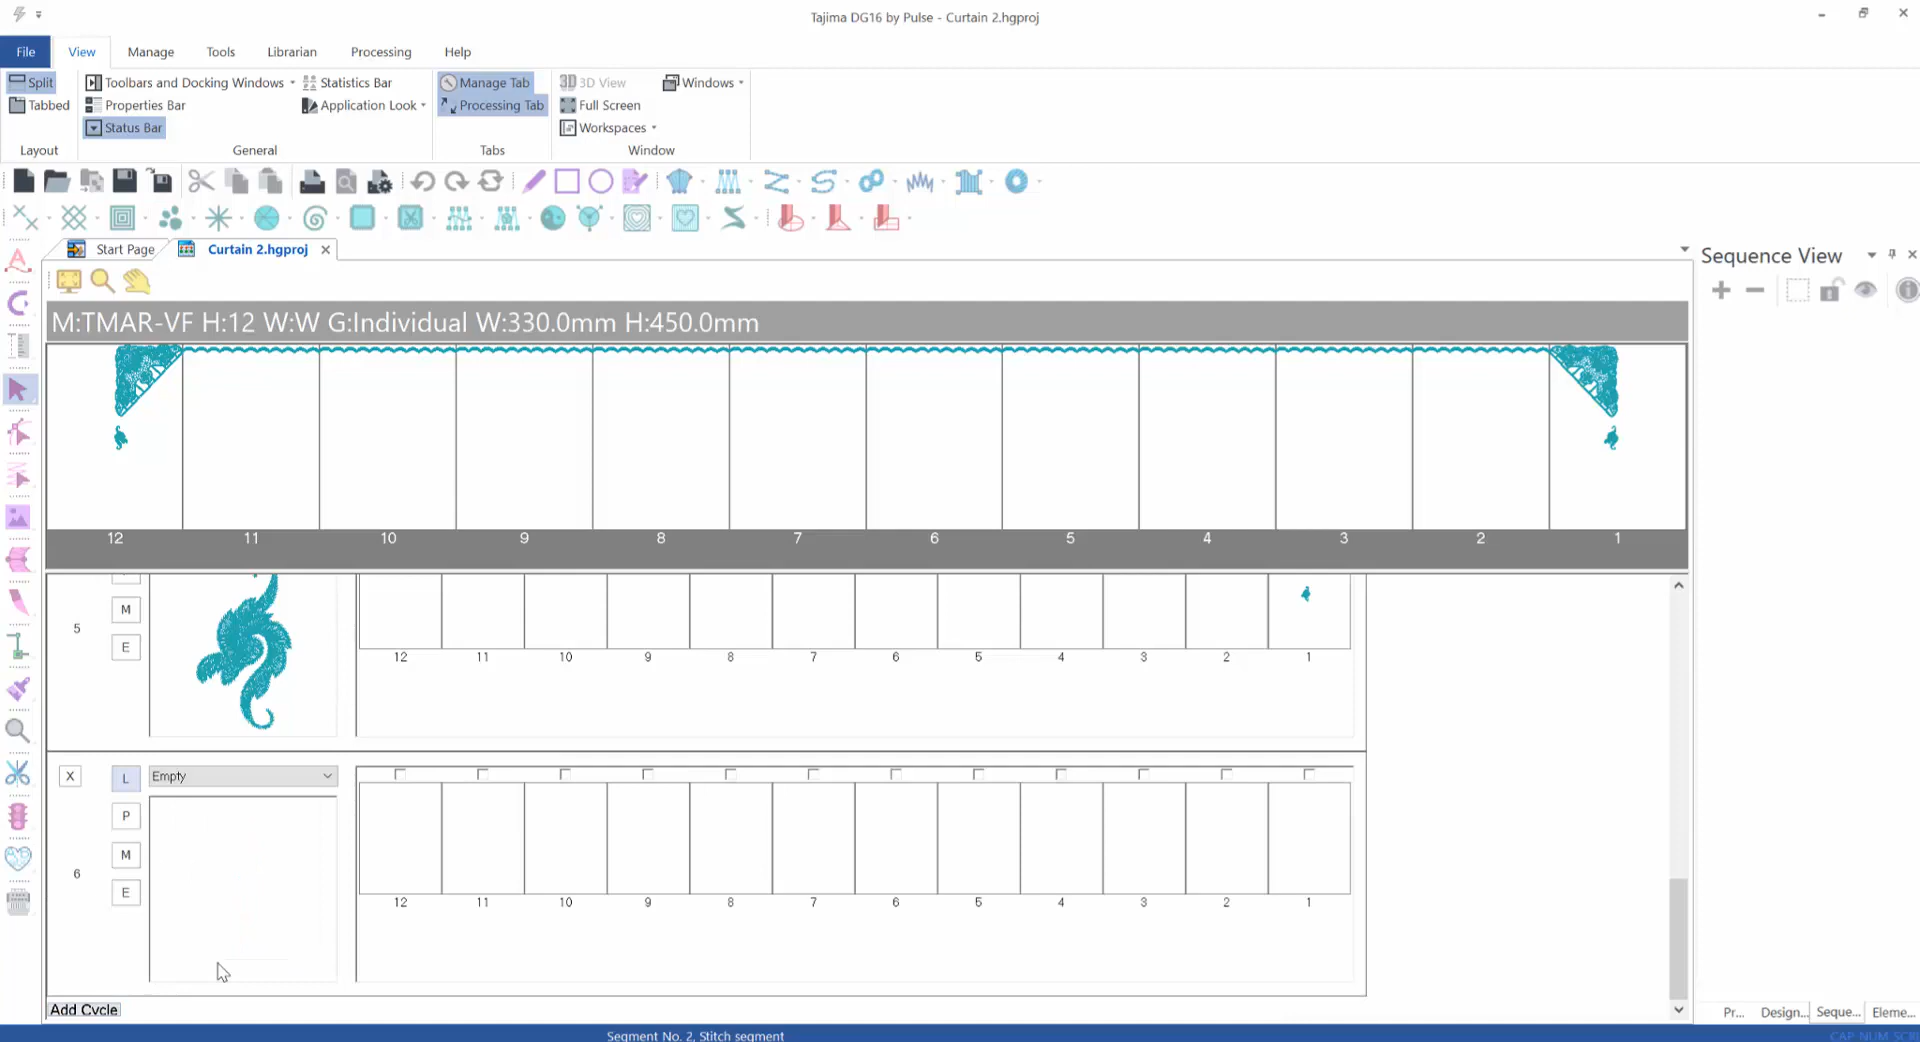 Tajima DG16 by Pulse - Curtain 2.hgproj
File View Manage Tools Librarian Processing Help
Split Toolbars and Docking Windows Statistics Bar Manage Tab 3D 3D View Windows
Tabbed Properties Bar Application Look Processing Tab Full Screen
Status Bar Workspaces
Layout General Tabs Window
Start Page Curtain 2.hgproj Sequence View
M:TMAR-VF H:12 W:W G:Individual W:330.0mm H:450.0mm
12 11 10 9 8 7 6 5 4 3 2 1
M
5
E
12 11 10 9 8 7 6 5 4 3 2 1
X L Empty
P
M
6
E
12 11 10 9 8 7 6 5 4 3 2 1
Add Cycle
Pr... Design... Seque... Eleme...
Segment No. 2, Stitch segment
CAP NUM